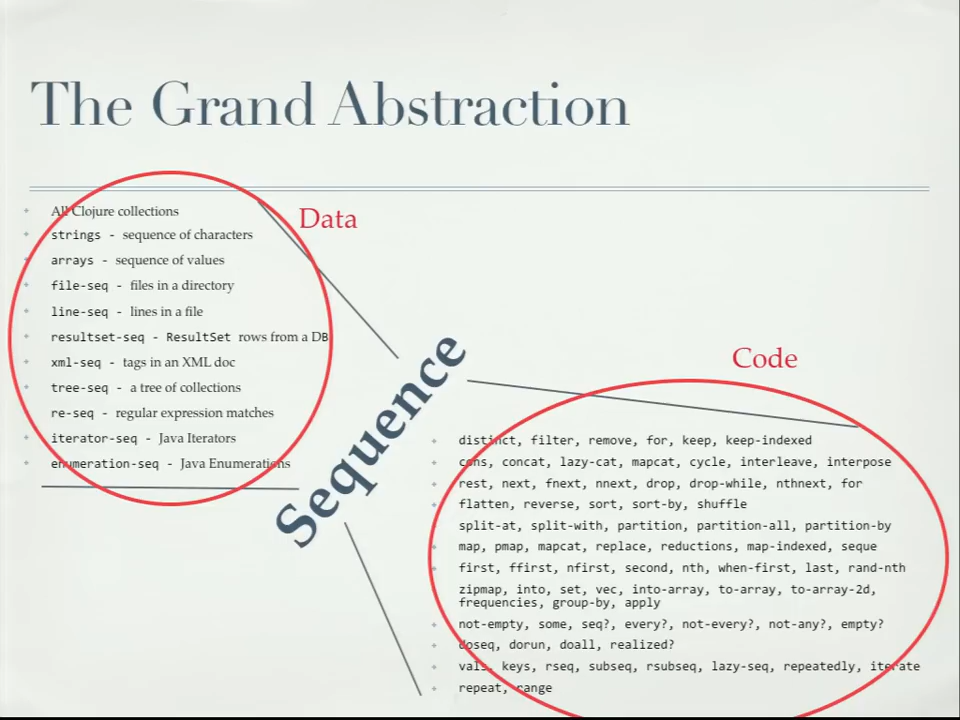 The Grand Abstraction
All Clojure collections
strings - sequence of characters
arrays - sequence of values
file-seq - files in a directory
line-seq - lines in a file
resultset-seq - ResultSet rows from a DB
xml-seq - tags in an XML doc
tree-seq - a tree of collections
re-seq - regular expression matches
iterator-seq - Java Iterators
enumeration-seq - Java Enumerations
Data
Sequence
Code
distinct, filter, remove, for, keep, keep-indexed
cons, concat, lazy-cat, mapcat, cycle, interleave, interpose
rest, next, fnext, nnext, drop, drop-while, nthnext, for
flatten, reverse, sort, sort-by, shuffle
split-at, split-with, partition, partition-all, partition-by
map, pmap, mapcat, replace, reductions, map-indexed, seque
first, ffirst, nfirst, second, nth, when-first, last, rand-nth
zipmap, into, set, vec, into-array, to-array, to-array-2d,
frequencies, group-by, apply
not-empty, some, seq?, every?, not-every?, not-any?, empty?
doseq, dorun, doall, realized?
vals, keys, rseq, subseq, rsubseq, lazy-seq, repeatedly, iterate
repeat, range